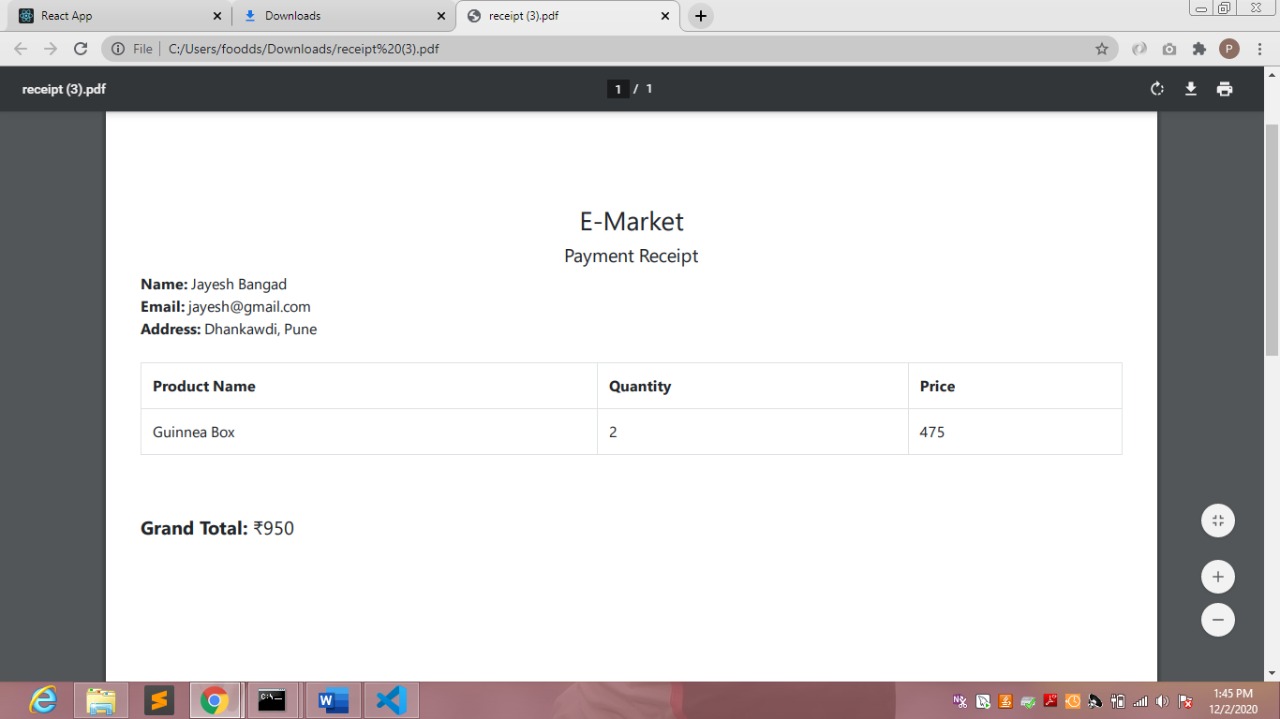 React App
Downloads
receipt (3).pdf
File
C:/Users/foodds/Downloads/receipt%20(3).pdf
P
receipt (3).pdf
1 / 1
E-Market
Payment Receipt
Name: Jayesh Bangad
Email: jayesh@gmail.com
Address: Dhankawdi, Pune
Product Name Quantity Price
Guinnea Box 2 475
Grand Total: ₹950
1:45 PM
12/2/2020